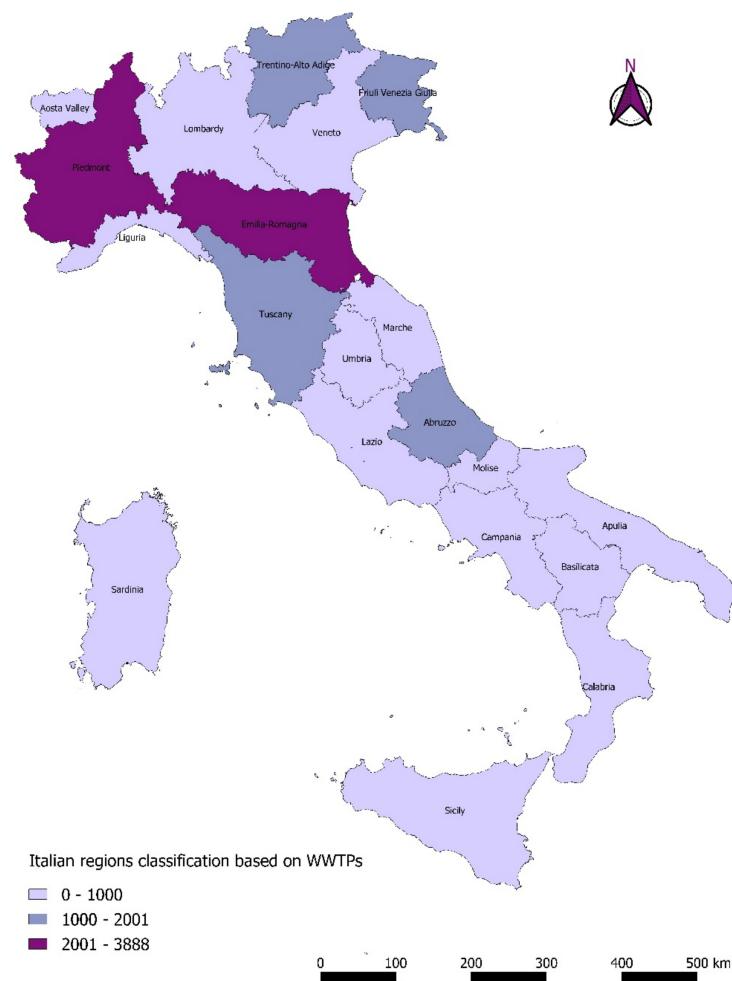 N
Trentino-Alto Adige
Friuli Venezia Giulia
Aosta Valley
Lombardy
Veneto
Piedmont
Emilia-Romagna
Liguria
Tuscany
Marche
Umbria
Abruzzo
Lazio
Molise
Apulia
Campania
Basilicata
Sardinia
Calabria
Sicily
Italian regions classification based on WWTPs
0 - 1000
1000 - 2001
2001 - 3888
0 100 200 300 400 500 km